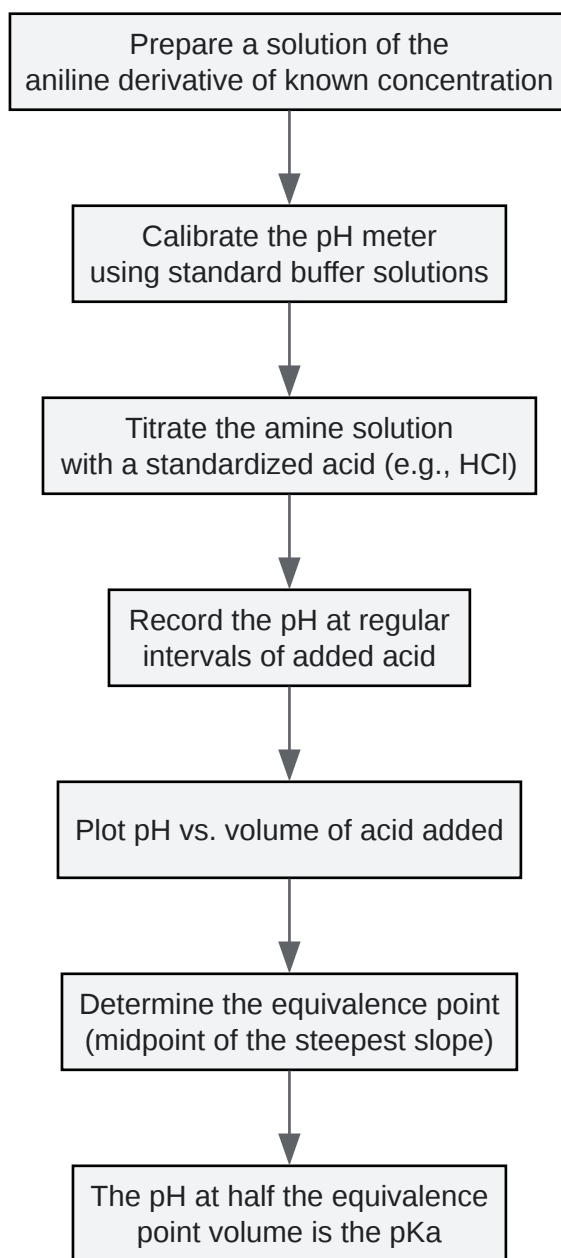 Prepare a solution of the
aniline derivative of known concentration
Calibrate the pH meter
using standard buffer solutions
Titrate the amine solution
with a standardized acid (e.g., HCl)
Record the pH at regular
intervals of added acid
Plot pH vs. volume of acid added
Determine the equivalence point
(midpoint of the steepest slope)
The pH at half the equivalence
point volume is the pKa